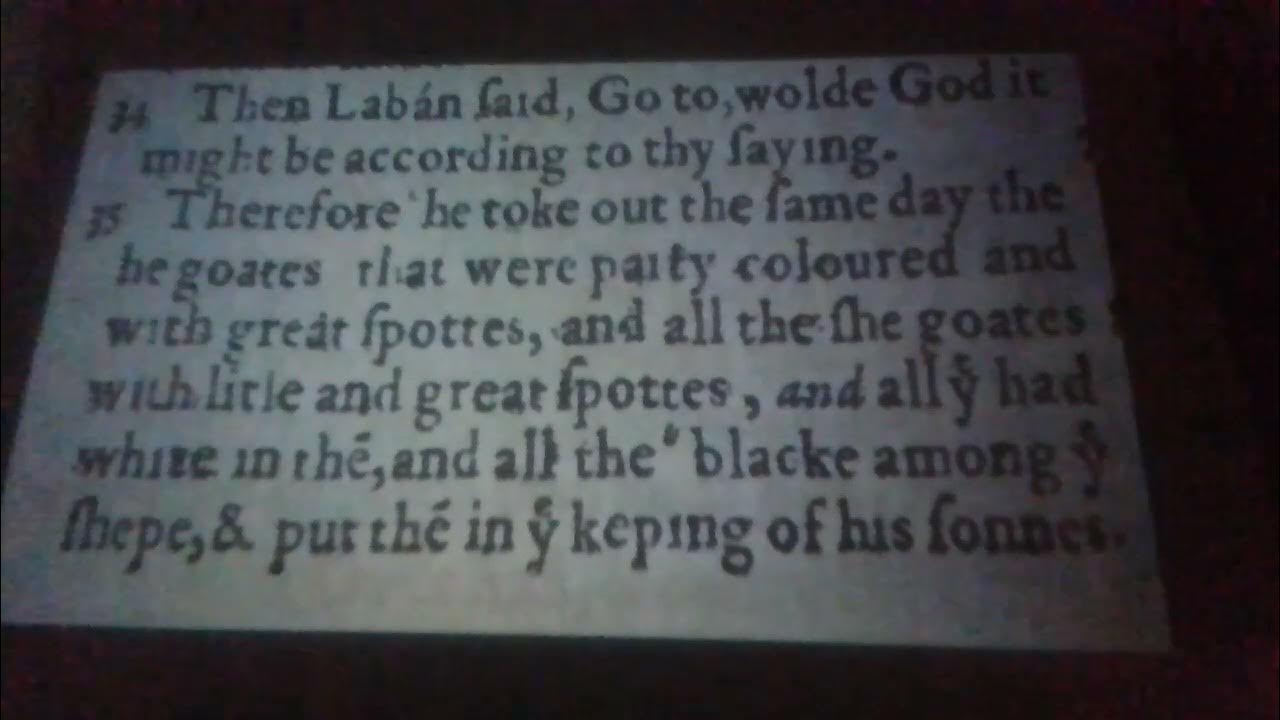 34 Then Labán ſaid, Go to, wolde God it
might be according to thy ſaying.
35 Therefore ‘he toke out the ſame day the
he goates that were party coloured and
with greát ſpottes, and all the ſhe goates
with litle and great ſpottes, and all yͤ had
white in thẽ, and all the "blacke among yͤ
ſhepe, & put thẽ in yͤ keping of his ſonnes.